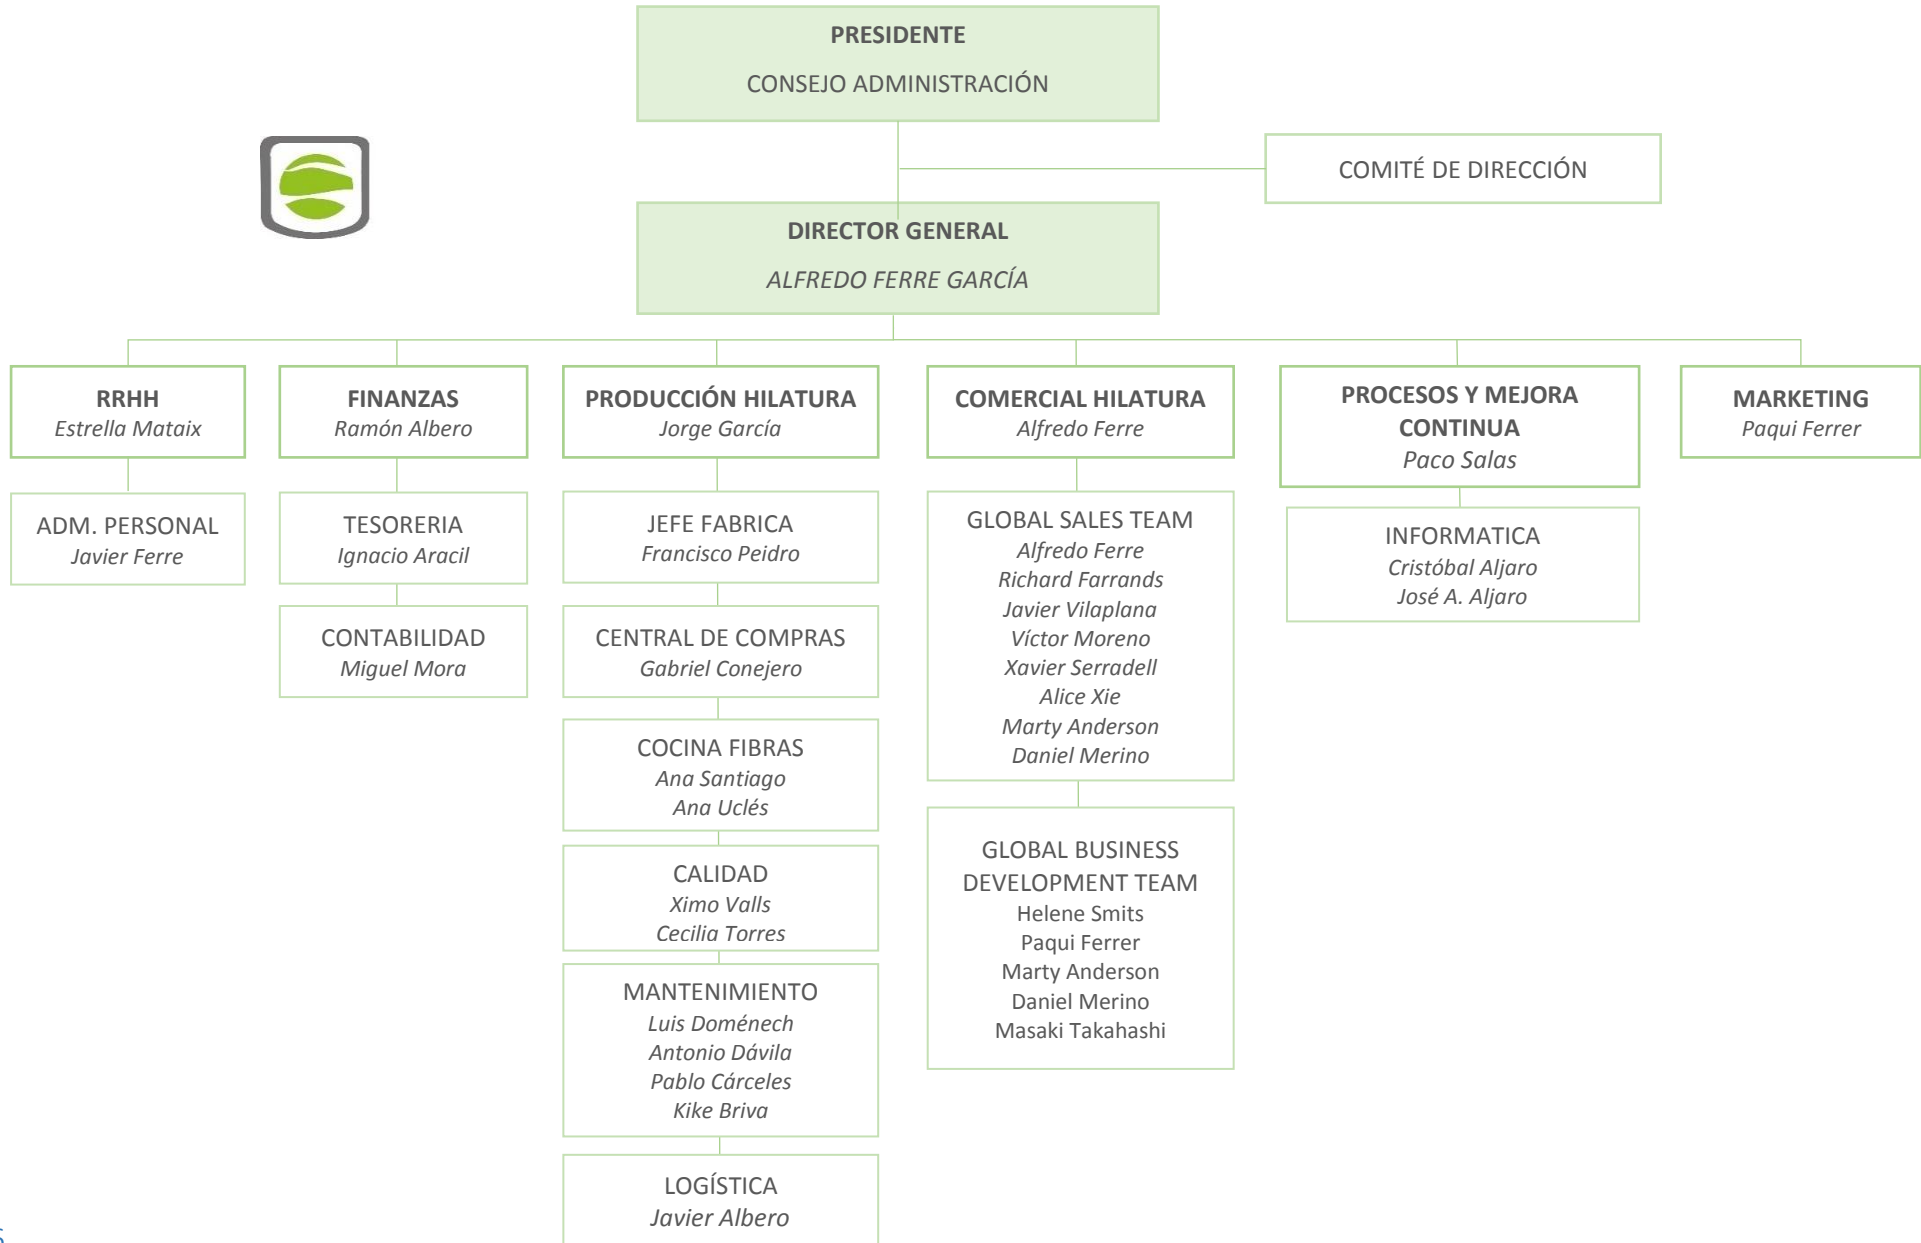 PRESIDENTE
CONSEJO ADMINISTRACIÓN
COMITÉ DE DIRECCIÓN
DIRECTOR GENERAL
ALFREDO FERRE GARCÍA
RRHH
Estrella Mataix
ADM. PERSONAL
Javier Ferre
FINANZAS
Ramón Albero
TESORERIA
Ignacio Aracil
CONTABILIDAD
Miguel Mora
PRODUCCIÓN HILATURA
Jorge García
JEFE FABRICA
Francisco Peidro
CENTRAL DE COMPRAS
Gabriel Conejero
COCINA FIBRAS
Ana Santiago
Ana Uclés
CALIDAD
Ximo Valls
Cecilia Torres
MANTENIMIENTO
Luis Doménech
Antonio Dávila
Pablo Cárceles
Kike Briva
LOGÍSTICA
Javier Albero
COMERCIAL HILATURA
Alfredo Ferre
GLOBAL SALES TEAM
Alfredo Ferre
Richard Farrands
Javier Vilaplana
Víctor Moreno
Xavier Serradell
Alice Xie
Marty Anderson
Daniel Merino
GLOBAL BUSINESS
DEVELOPMENT TEAM
Helene Smits
Paqui Ferrer
Marty Anderson
Daniel Merino
Masaki Takahashi
PROCESOS Y MEJORA
CONTINUA
Paco Salas
INFORMATICA
Cristóbal Aljaro
José A. Aljaro
MARKETING
Paqui Ferrer